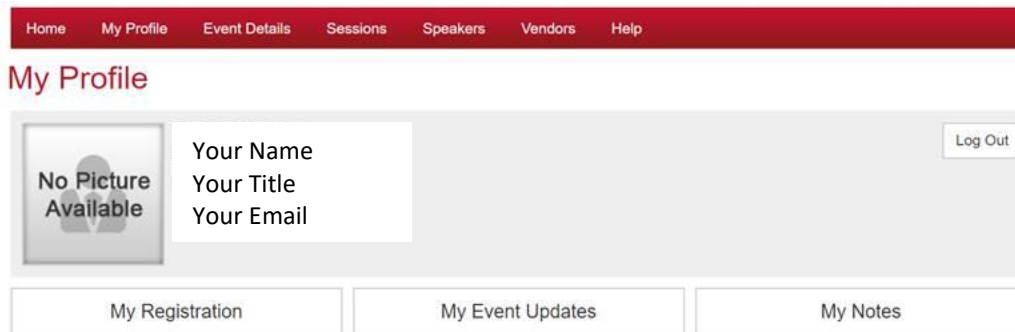 Home My Profile Event Details Sessions Speakers Vendors Help
My Profile
No Picture
Available
Your Name
Your Title
Your Email
Log Out
My Registration My Event Updates My Notes